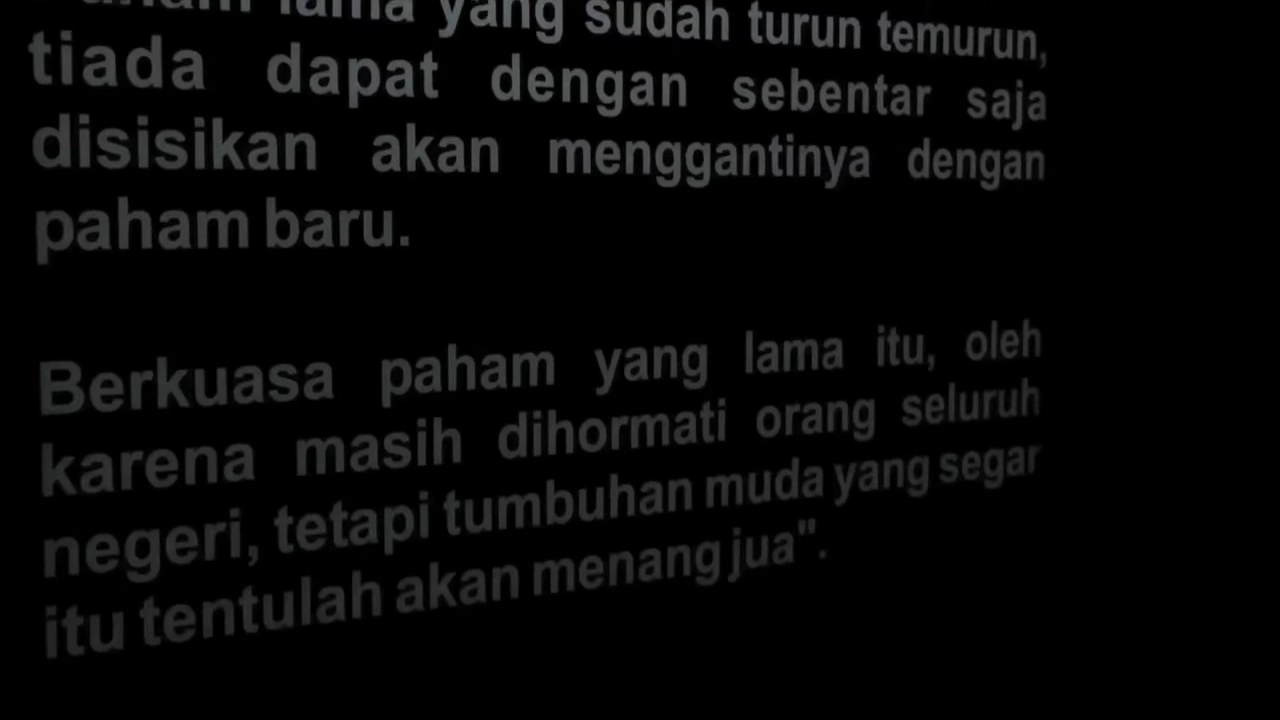 lama yang sudah turun temurun,
tiada dapat dengan sebentar saja
disisikan akan menggantinya dengan
paham baru.
Berkuasa paham yang lama itu, oleh
karena masih dihormati orang seluruh
negeri, tetapi tumbuhan muda yang segar
itu tentulah akan menang jua".